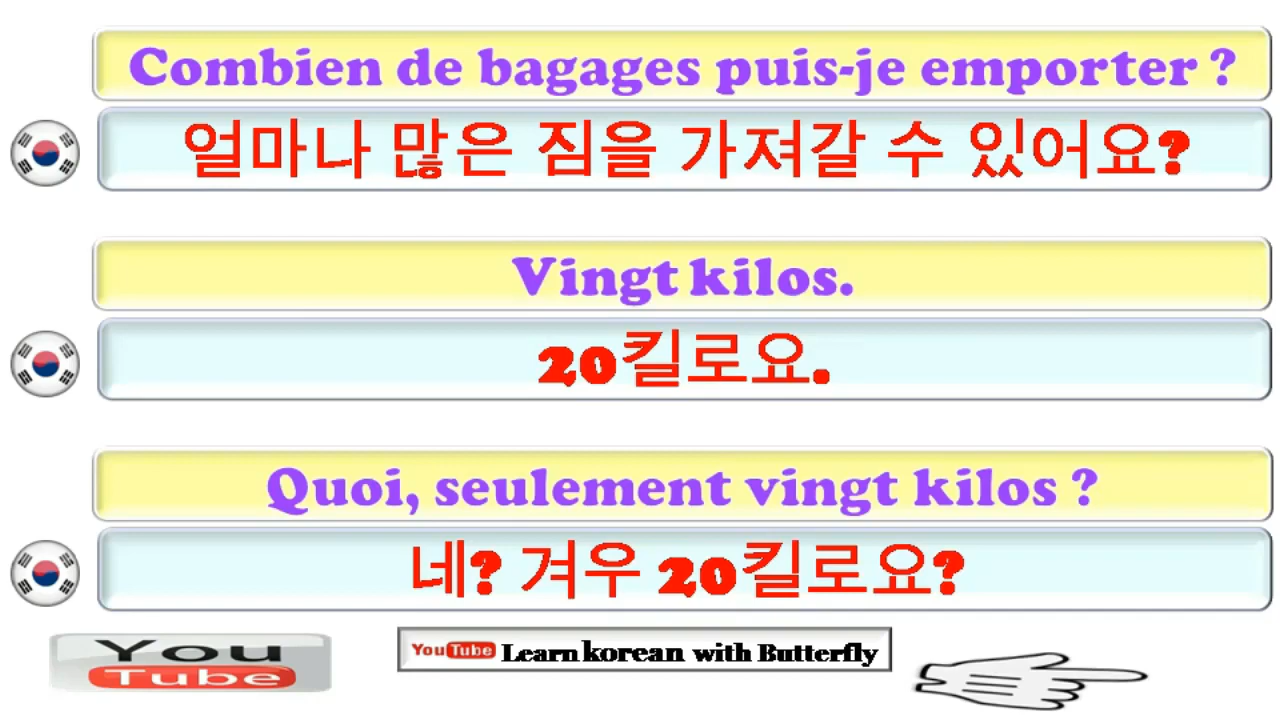 Combien de bagages puis-je emporter ?
얼마나 많은 짐을 가져갈 수 있어요?
Vingt kilos.
20킬로요.
Quoi, seulement vingt kilos ?
네? 겨우 20킬로요?
You
Tube
YouTube Learn korean with Butterfly